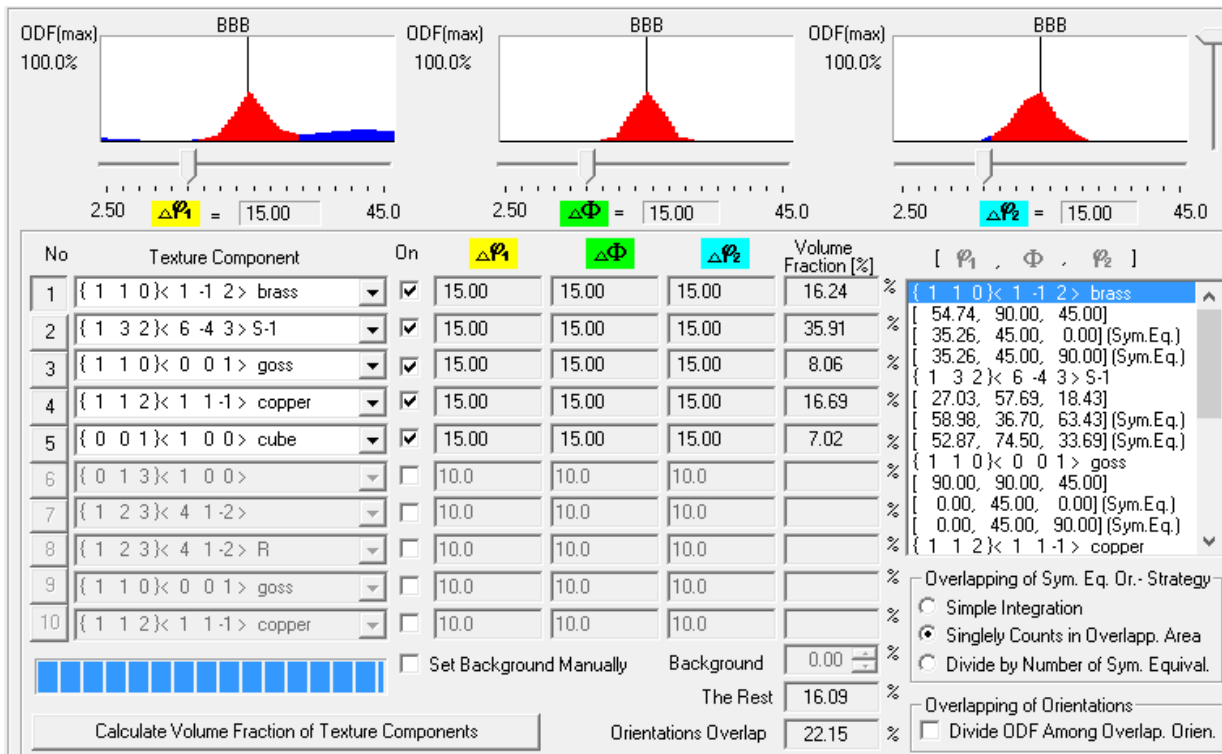 BBB BBB BBB
ODF(max) ODF(max) ODF(max)
100.0% 100.0% 100.0%
2.50 △φ1 = 15.00 45.0 2.50 △Φ = 15.00 45.0 2.50 △φ2 = 15.00 45.0
No Texture Component On △φ1 △Φ △φ2 Volume Fraction [%] [ φ1 , Φ , φ2 ]
1 { 1 1 0}< 1 -1 2> brass 15.00 15.00 15.00 16.24 %
2 { 1 3 2}< 6 -4 3> S-1 15.00 15.00 15.00 35.91 %
3 { 1 1 0}< 0 0 1> goss 15.00 15.00 15.00 8.06 %
4 { 1 1 2}< 1 1 -1> copper 15.00 15.00 15.00 16.69 %
5 { 0 0 1}< 1 0 0> cube 15.00 15.00 15.00 7.02 %
6 { 0 1 3}< 1 0 0> 10.0 10.0 10.0 %
7 { 1 2 3}< 4 1 -2> 10.0 10.0 10.0 %
8 { 1 2 3}< 4 1 -2> R 10.0 10.0 10.0 %
9 { 1 1 0}< 0 0 1> goss 10.0 10.0 10.0 %
10 { 1 1 2}< 1 1 -1> copper 10.0 10.0 10.0 %
Set Background Manually Background 0.00 %
The Rest 16.09 %
Calculate Volume Fraction of Texture Components Orientations Overlap 22.15 %
{ 1 1 0}< 1 -1 2> brass
[ 54.74, 90.00, 45.00]
[ 35.26, 45.00, 0.00] (Sym.Eq.)
[ 35.26, 45.00, 90.00] (Sym.Eq.)
{ 1 3 2}< 6 -4 3> S-1
[ 27.03, 57.69, 18.43]
[ 58.98, 36.70, 63.43] (Sym.Eq.)
[ 52.87, 74.50, 33.69] (Sym.Eq.)
{ 1 1 0}< 0 0 1> goss
[ 90.00, 90.00, 45.00]
[ 0.00, 45.00, 0.00] (Sym.Eq.)
[ 0.00, 45.00, 90.00] (Sym.Eq.)
{ 1 1 2}< 1 1 -1> copper
Overlapping of Sym. Eq. Or.- Strategy
Simple Integration
Singlely Counts in Overlapp. Area
Divide by Number of Sym. Equival.
Overlapping of Orientations
Divide ODF Among Overlap. Orien.